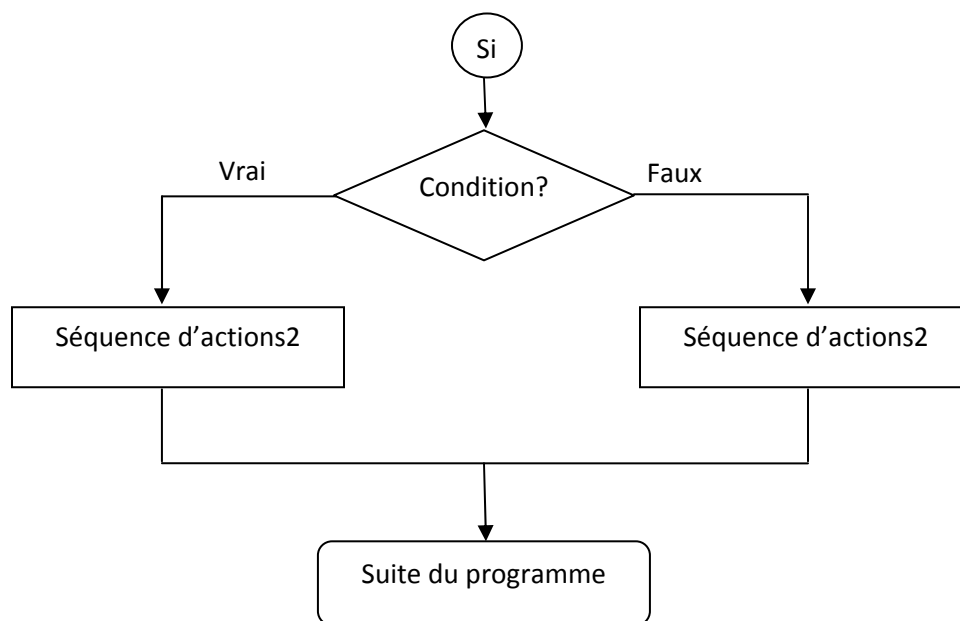 Si
Condition?
Vrai
Faux
Séquence d’actions2
Séquence d’actions2
Suite du programme